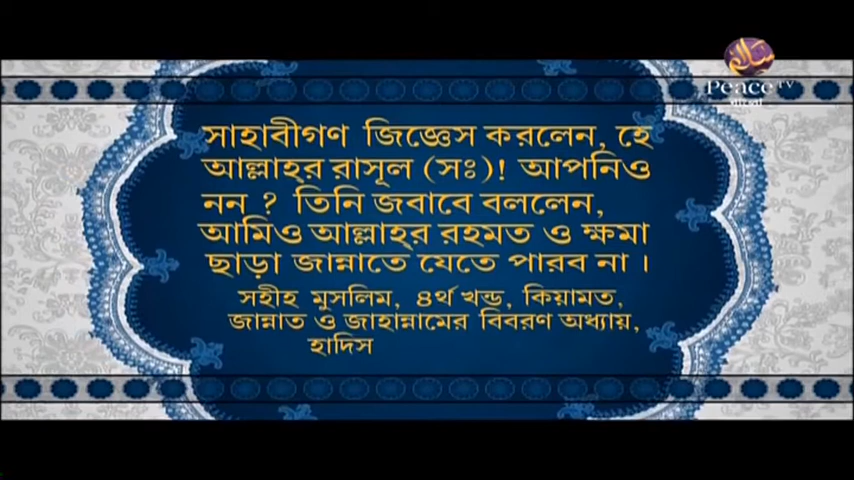 Peace TV
বাংলা
সাহাবীগণ জিজ্ঞেস করলেন, হে
আল্লাহর রাসূল (সঃ)! আপনিও
নন ? তিনি জবাবে বললেন,
আমিও আল্লাহ্‌র রহমত ও ক্ষমা
ছাড়া জান্নাতে যেতে পারব না ।
সহীহ মুসলিম, ৪র্থ খন্ড, কিয়ামত,
জান্নাত ও জাহান্নামের বিবরণ অধ্যায়,
হাদিস